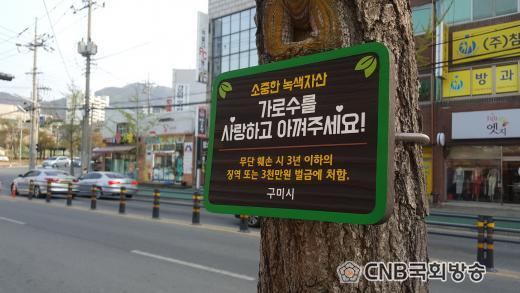 소중한 녹색자산
가로수를
사랑하고 아껴주세요!
무단 훼손 시 3년 이하의
징역 또는 3천만원 벌금에 처함.
구미시
(주)
방과
엣지
CNB국회방송